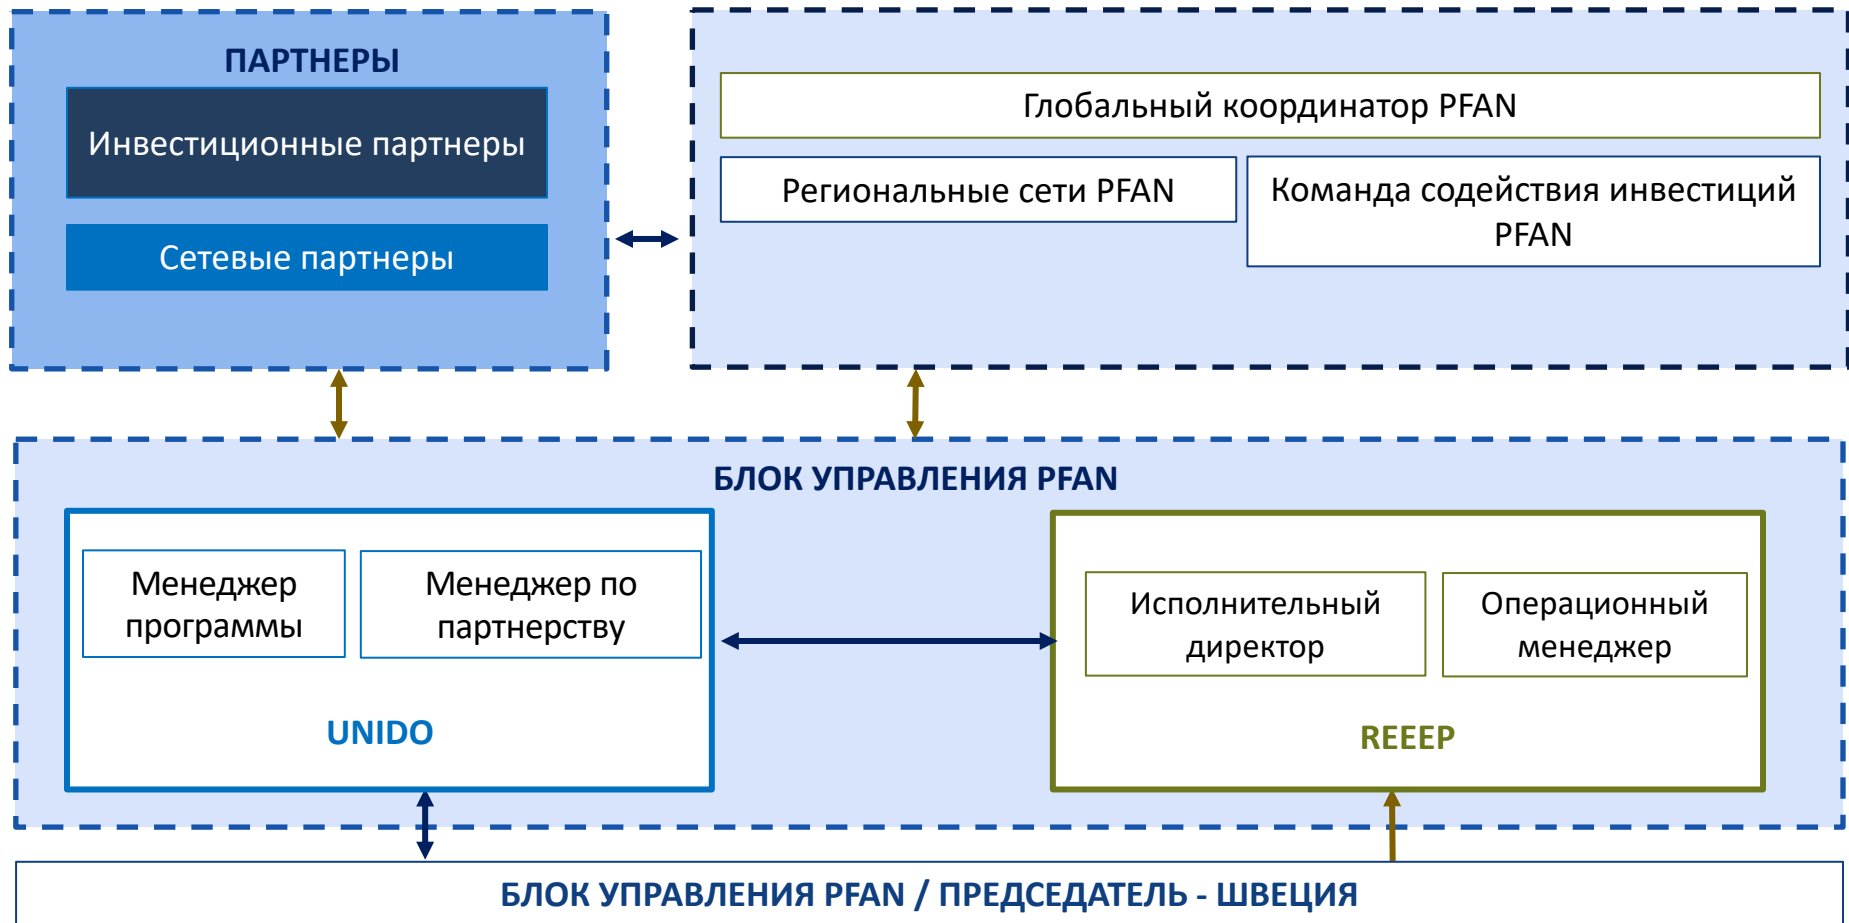 ПАРТНЕРЫ
Инвестиционные партнеры
Сетевые партнеры
Глобальный координатор PFAN
Региональные сети PFAN
Команда содействия инвестиций
PFAN
БЛОК УПРАВЛЕНИЯ PFAN
Менеджер
программы
Менеджер по
партнерству
UNIDO
Исполнительный
директор
Операционный
менеджер
REEEP
БЛОК УПРАВЛЕНИЯ PFAN / ПРЕДСЕДАТЕЛЬ - ШВЕЦИЯ